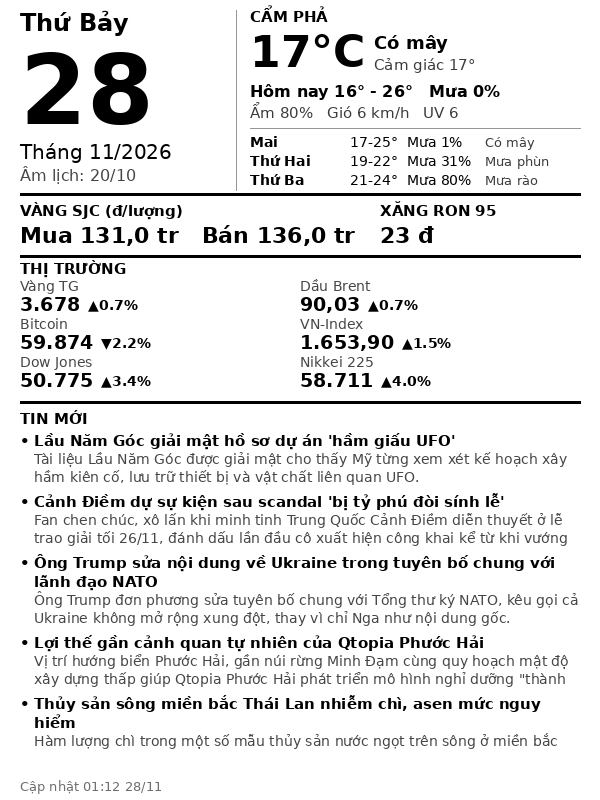 Thứ Bảy
28
Tháng 11/2026
Âm lịch: 20/10
CẨM PHẢ
17°C Có mây
Cảm giác 17°
Hôm nay 16° - 26° Mưa 0%
Ẩm 80% Gió 6 km/h UV 6
Mai 17-25° Mưa 1% Có mây
Thứ Hai 19-22° Mưa 31% Mưa phùn
Thứ Ba 21-24° Mưa 80% Mưa rào
VÀNG SJC (đ/lượng) XĂNG RON 95
Mua 131,0 tr Bán 136,0 tr 23 đ
THỊ TRƯỜNG
Vàng TG Dầu Brent
3.678 ▲0.7% 90,03 ▲0.7%
Bitcoin VN-Index
59.874 ▼2.2% 1.653,90 ▲1.5%
Dow Jones Nikkei 225
50.775 ▲3.4% 58.711 ▲4.0%
TIN MỚI
• Lầu Năm Góc giải mật hồ sơ dự án 'hầm giấu UFO'
Tài liệu Lầu Năm Góc được giải mật cho thấy Mỹ từng xem xét kế hoạch xây
hầm kiên cố, lưu trữ thiết bị và vật chất liên quan UFO.
• Cảnh Điềm dự sự kiện sau scandal 'bị tỷ phú đòi sính lễ'
Fan chen chúc, xô lấn khi minh tinh Trung Quốc Cảnh Điềm diễn thuyết ở lễ
trao giải tối 26/11, đánh dấu lần đầu cô xuất hiện công khai kể từ khi vướng
• Ông Trump sửa nội dung về Ukraine trong tuyên bố chung với
lãnh đạo NATO
Ông Trump đơn phương sửa tuyên bố chung với Tổng thư ký NATO, kêu gọi cả
Ukraine không mở rộng xung đột, thay vì chỉ Nga như nội dung gốc.
• Lợi thế gần cảnh quan tự nhiên của Qtopia Phước Hải
Vị trí hướng biển Phước Hải, gần núi rừng Minh Đạm cùng quy hoạch mật độ
xây dựng thấp giúp Qtopia Phước Hải phát triển mô hình nghỉ dưỡng "thành
• Thủy sản sông miền bắc Thái Lan nhiễm chì, asen mức nguy
hiểm
Hàm lượng chì trong một số mẫu thủy sản nước ngọt trên sông ở miền bắc
Cập nhật 01:12 28/11